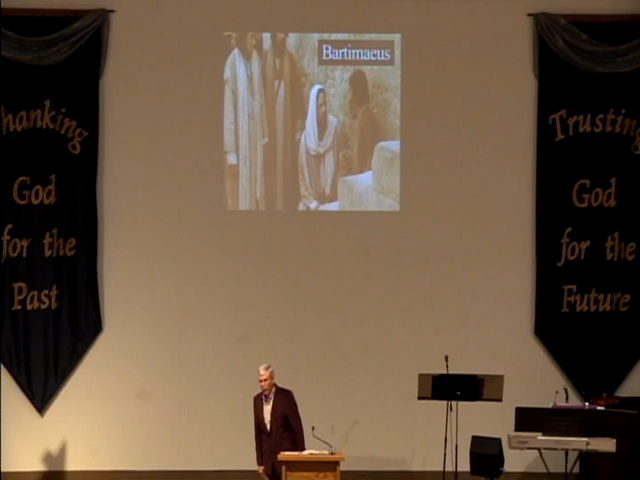 Bartimaeus
hanking
God
for the
Past
Trusting
God
for the
Future